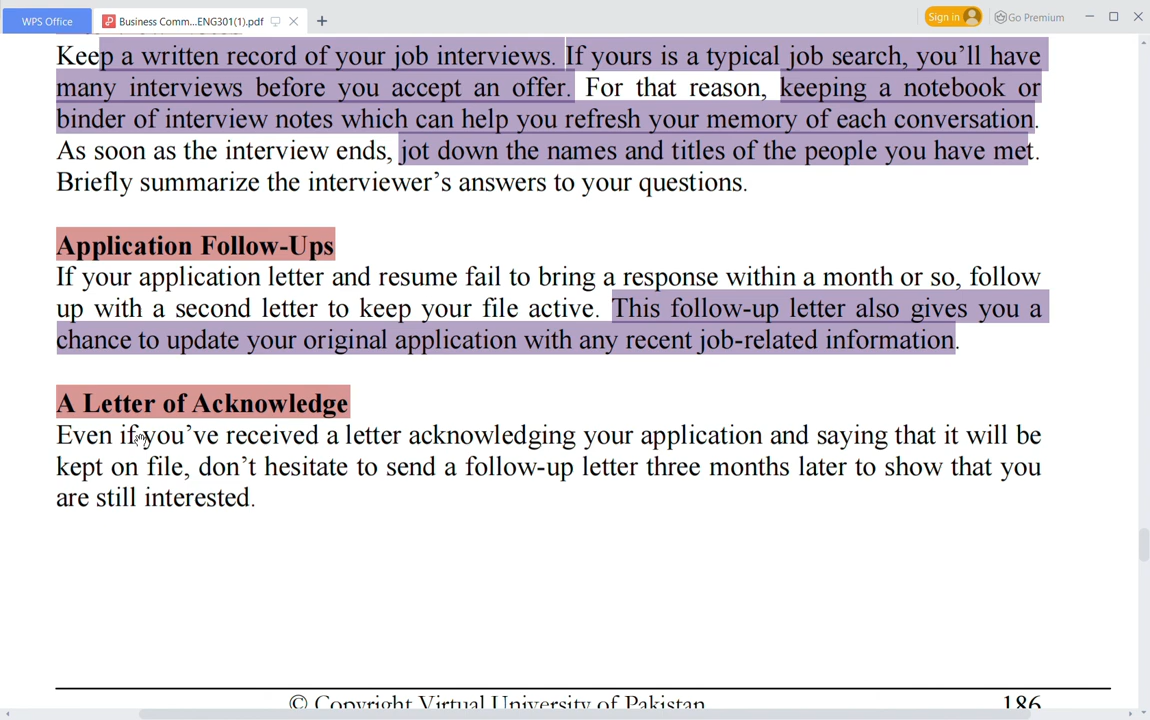 WPS Office
Business Comm...ENG301(1).pdf
Sign in
Go Premium
Keep a written record of your job interviews. If yours is a typical job search, you’ll have
many interviews before you accept an offer. For that reason, keeping a notebook or
binder of interview notes which can help you refresh your memory of each conversation.
As soon as the interview ends, jot down the names and titles of the people you have met.
Briefly summarize the interviewer’s answers to your questions.
Application Follow-Ups
If your application letter and resume fail to bring a response within a month or so, follow
up with a second letter to keep your file active. This follow-up letter also gives you a
chance to update your original application with any recent job-related information.
A Letter of Acknowledge
Even if you’ve received a letter acknowledging your application and saying that it will be
kept on file, don’t hesitate to send a follow-up letter three months later to show that you
are still interested.
© Copyright Virtual University of Pakistan 186